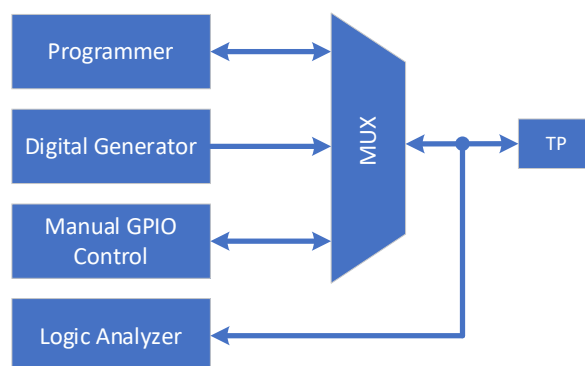 Programmer
Digital Generator
Manual GPIO
Control
Logic Analyzer
MUX
TP